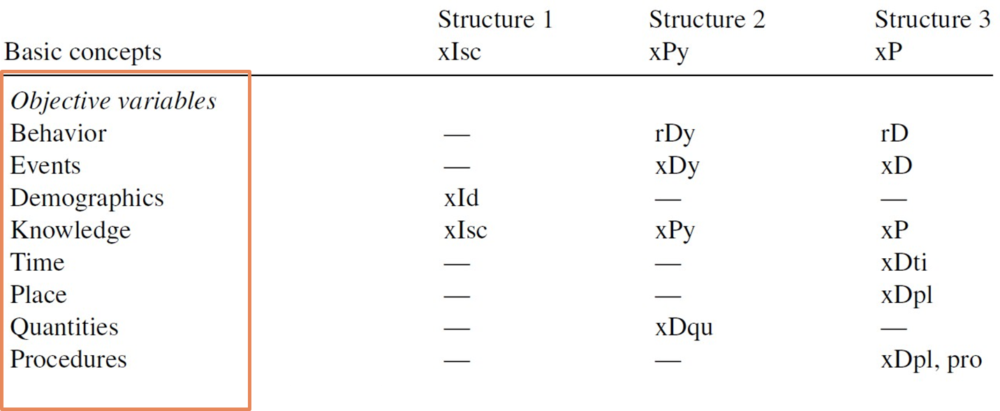 Structure 1 Structure 2 Structure 3
Basic concepts xIsc xPy xP
Objective variables
Behavior — rDy rD
Events — xDy xD
Demographics xId — —
Knowledge xIsc xPy xP
Time — — xDti
Place — — xDpl
Quantities — xDqu —
Procedures — — xDpl, pro